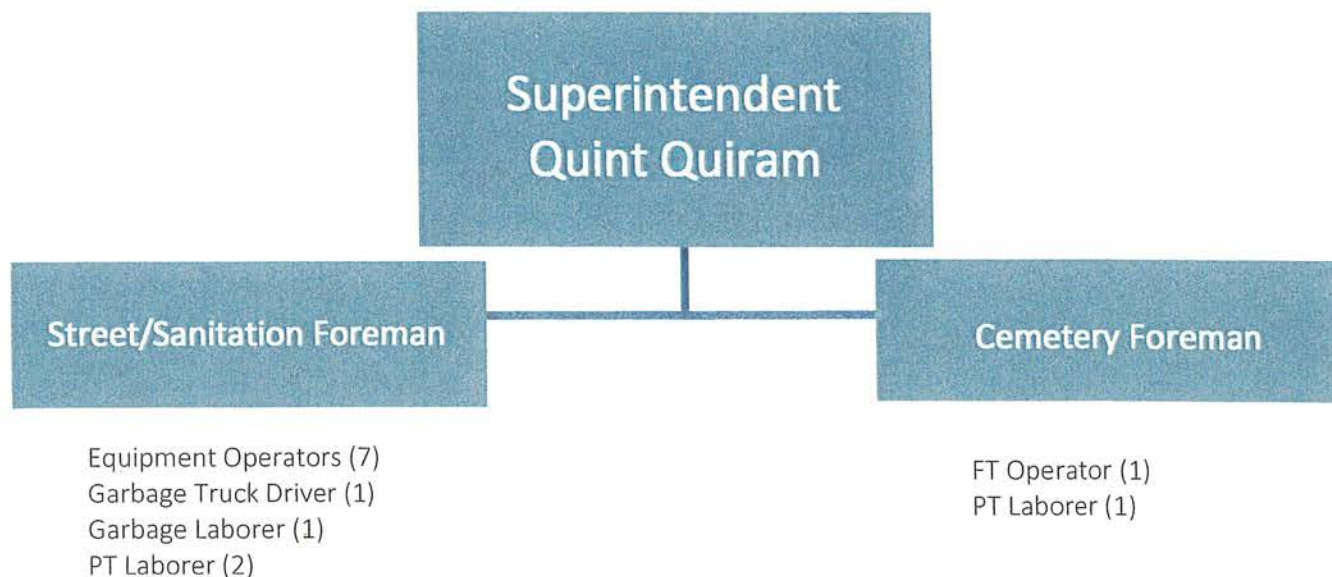 Superintendent
Quint Quiram
Street/Sanitation Foreman
Cemetery Foreman
Equipment Operators (7)
Garbage Truck Driver (1)
Garbage Laborer (1)
PT Laborer (2)
FT Operator (1)
PT Laborer (1)